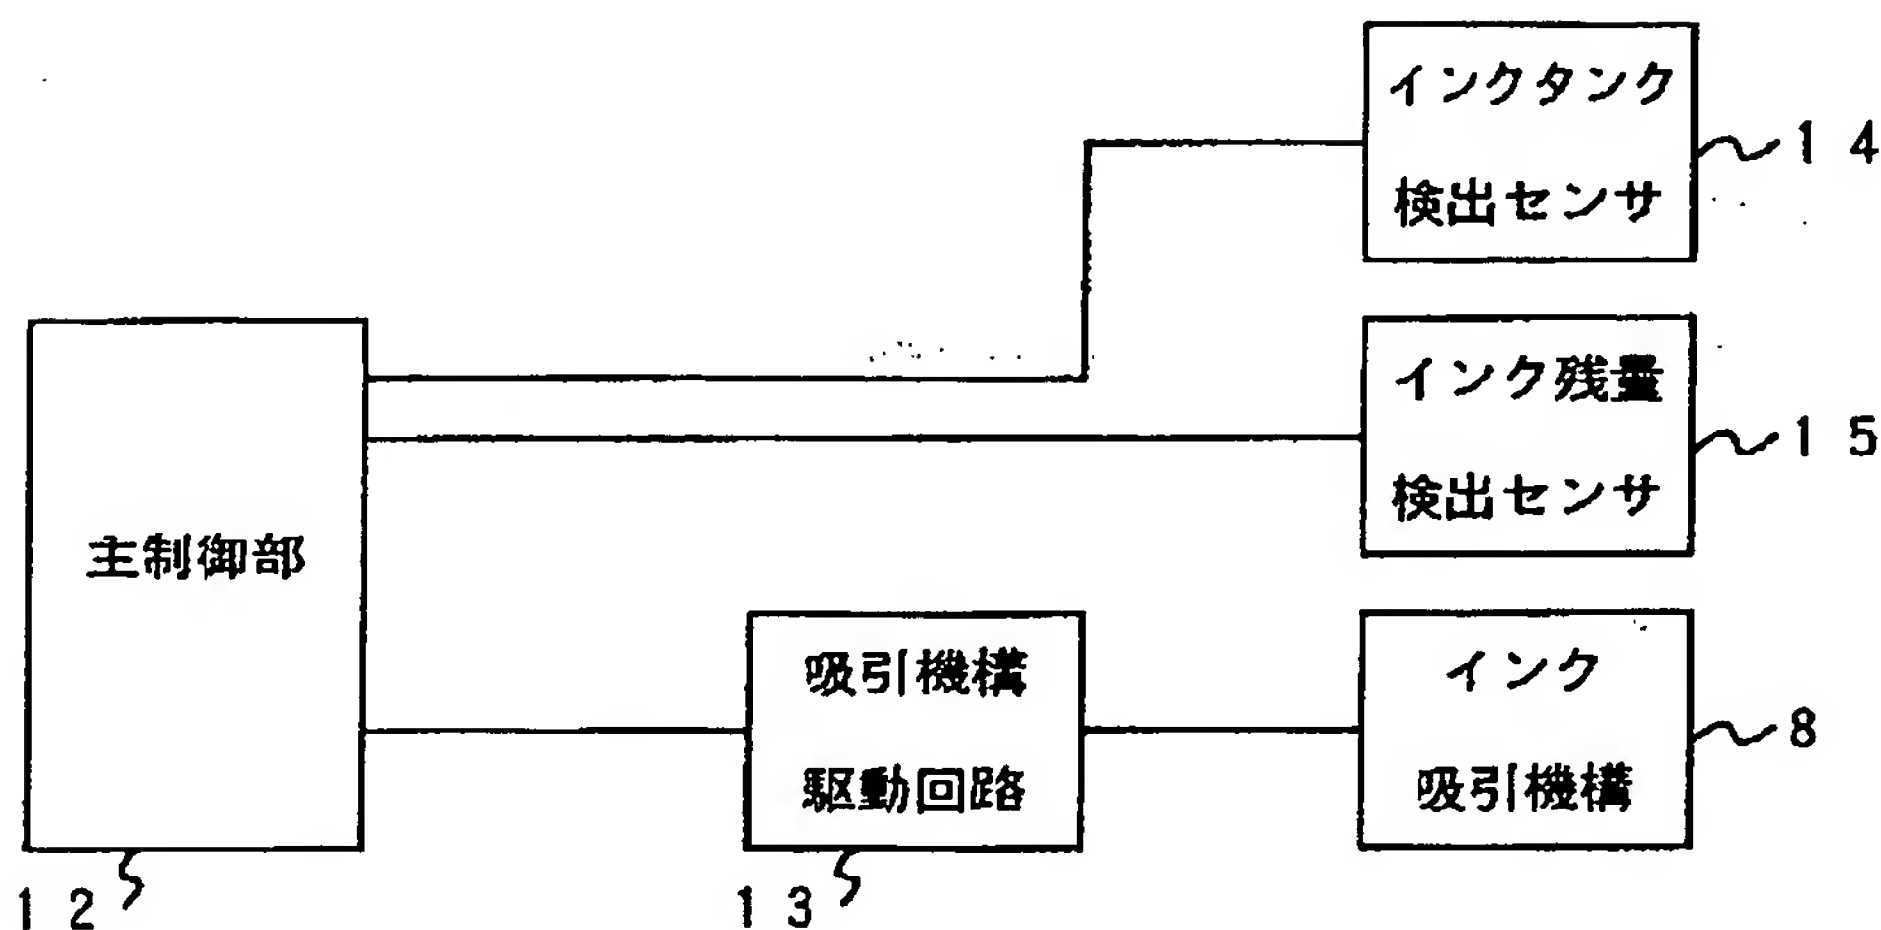 インクタンク
検出センサ
１４
インク残量
検出センサ
１５
主制御部
１２
吸引機構
駆動回路
１３
インク
吸引機構
８